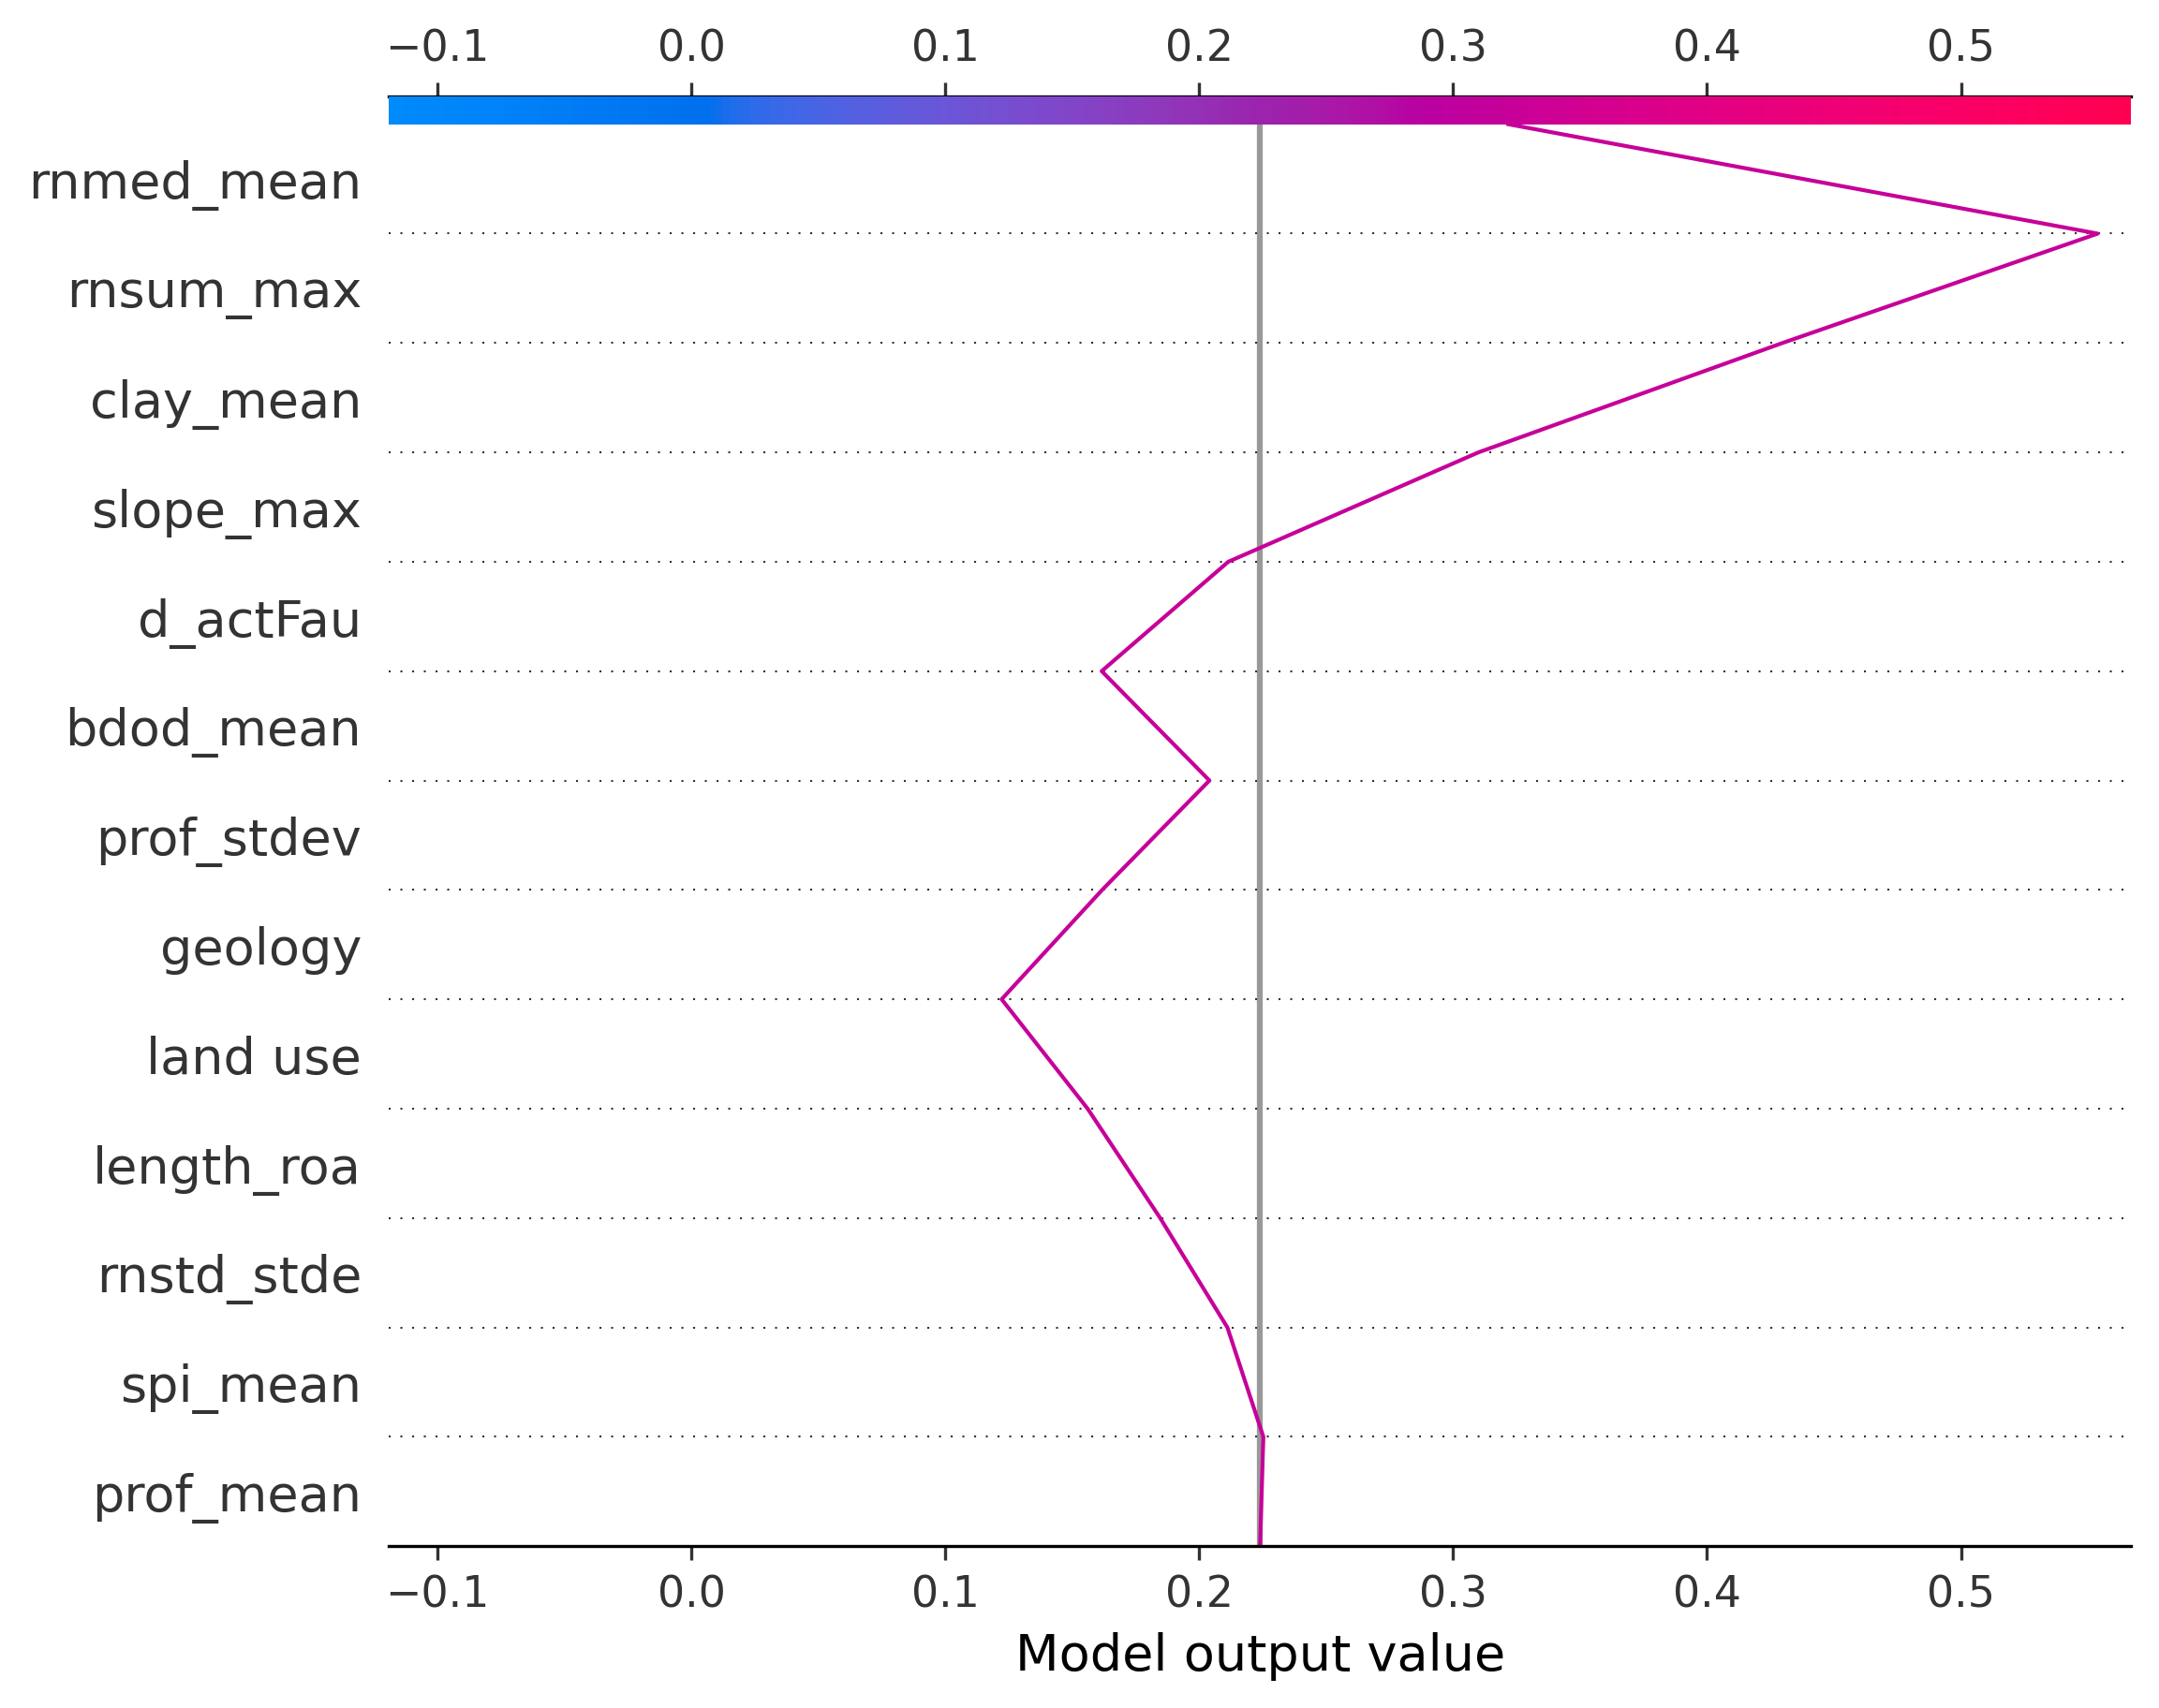 −0.1 0.0 0.1 0.2 0.3 0.4 0.5
rnmed_mean
rnsum_max
clay_mean
slope_max
d_actFau
bdod_mean
prof_stdev
geology
land use
length_roa
rnstd_stde
spi_mean
prof_mean
−0.1 0.0 0.1 0.2 0.3 0.4 0.5
Model output value